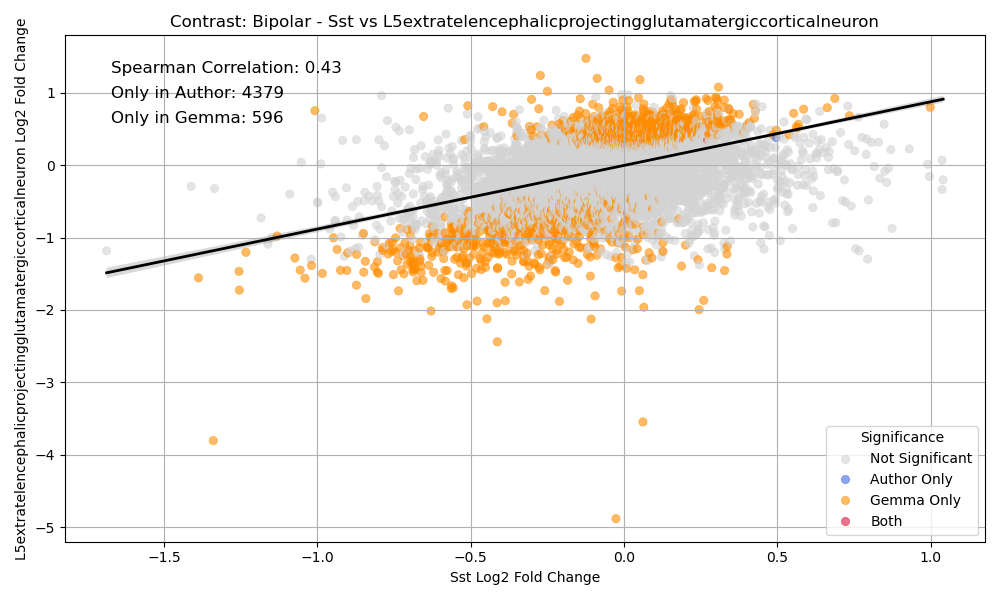 Contrast: Bipolar - Sst vs L5extratelencephalicprojectingglutamatergiccorticalneuron
L5extratelencephalicprojectingglutamatergiccorticalneuron Log2 Fold Change
Spearman Correlation: 0.43
Only in Author: 4379
Only in Gemma: 596
1
0
−1
−2
−3
−4
−5
Significance
Not Significant
Author Only
Gemma Only
Both
−1.5
−1.0
−0.5
0.0
0.5
1.0
Sst Log2 Fold Change